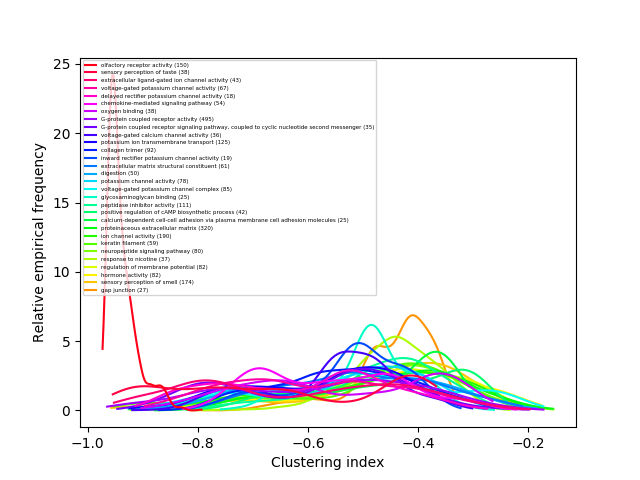 25
20
15
10
5
0
Relative empirical frequency
olfactory receptor activity (150)
sensory perception of taste (38)
extracellular ligand-gated ion channel activity (43)
voltage-gated potassium channel activity (67)
delayed rectifier potassium channel activity (18)
chemokine-mediated signaling pathway (54)
oxygen binding (38)
G-protein coupled receptor activity (495)
G-protein coupled receptor signaling pathway, coupled to cyclic nucleotide second messenger (35)
voltage-gated calcium channel activity (36)
potassium ion transmembrane transport (125)
collagen trimer (92)
inward rectifier potassium channel activity (19)
extracellular matrix structural constituent (61)
digestion (50)
potassium channel activity (78)
voltage-gated potassium channel complex (85)
glycosaminoglycan binding (25)
peptidase inhibitor activity (111)
positive regulation of cAMP biosynthetic process (42)
calcium-dependent cell-cell adhesion via plasma membrane cell adhesion molecules (25)
proteinaceous extracellular matrix (320)
ion channel activity (190)
keratin filament (59)
neuropeptide signaling pathway (80)
response to nicotine (37)
regulation of membrane potential (82)
hormone activity (82)
sensory perception of smell (174)
gap junction (27)
−1.0 −0.8 −0.6 −0.4 −0.2
Clustering index